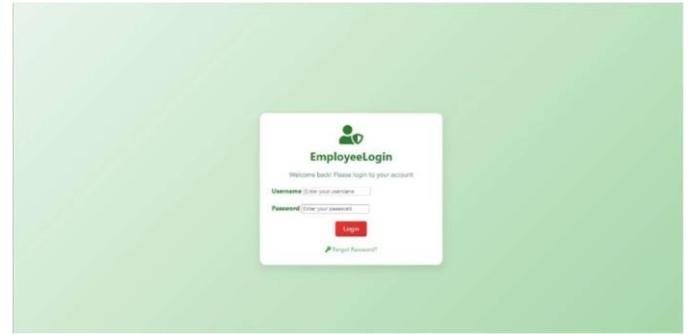 EmployeeLogin
Welcome back! Please login to your account
Username Enter your username
Password Enter your password
Login
Forgot Password?